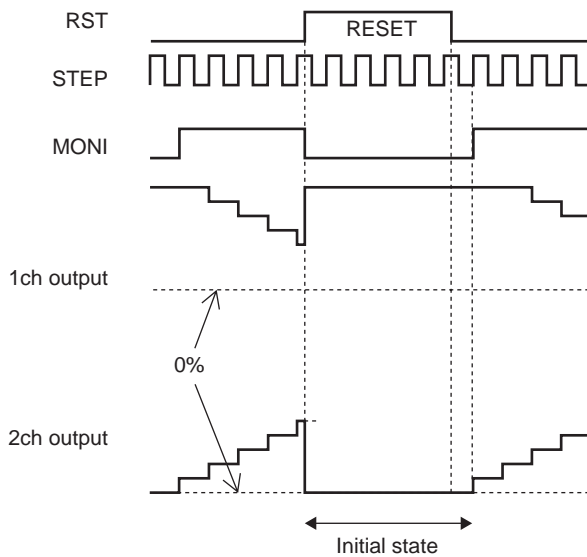 RST
RESET
STEP
MONI
1ch output
0%
2ch output
Initial state